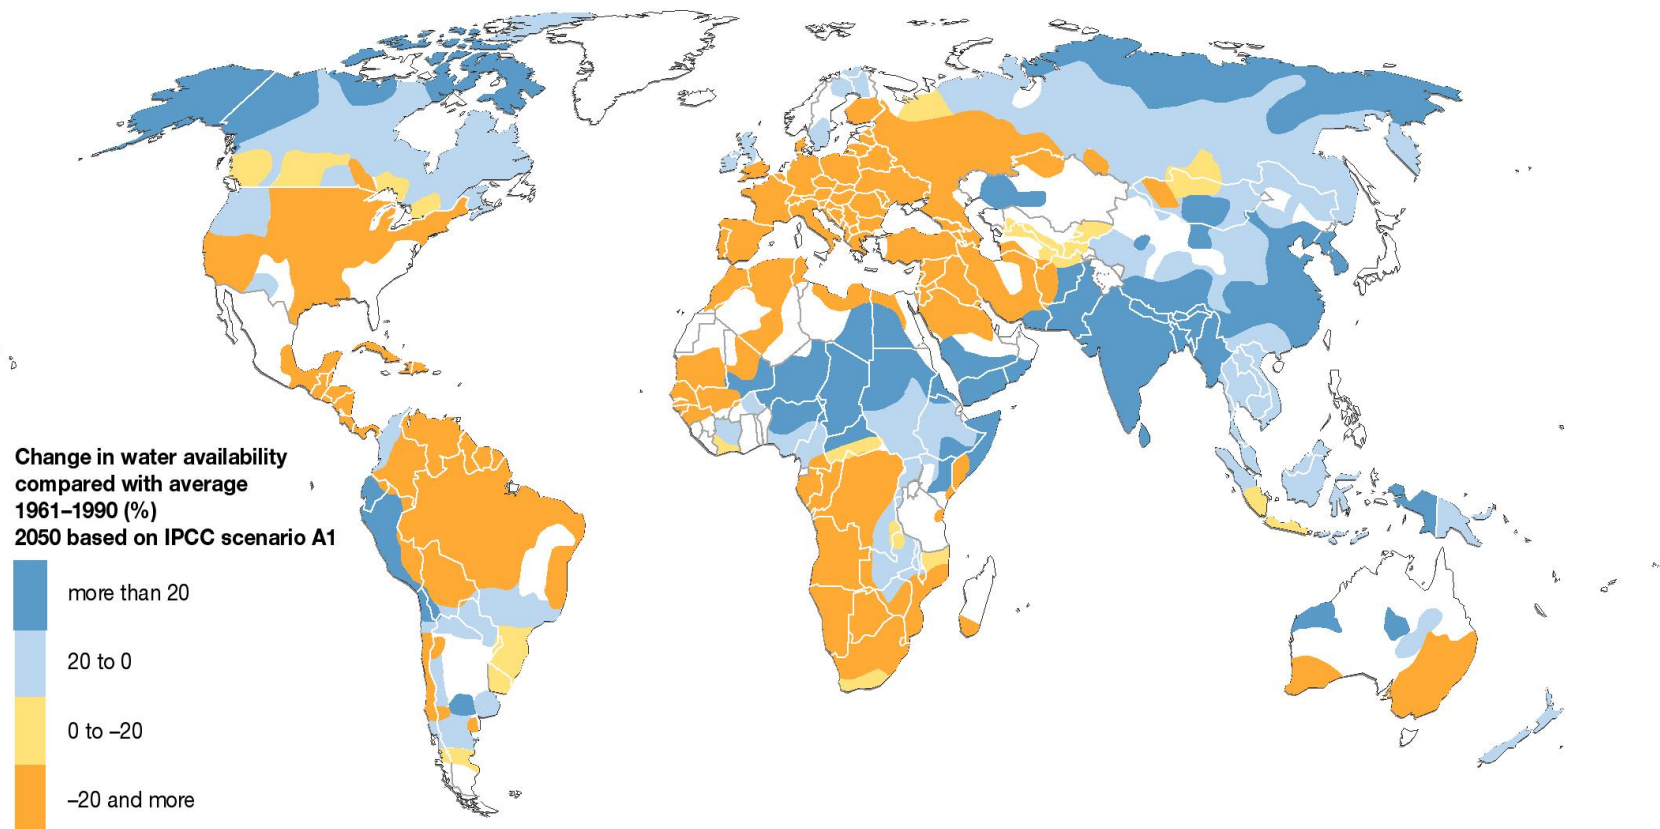 Change in water availability
compared with average
1961–1990 (%)
2050 based on IPCC scenario A1
more than 20
20 to 0
0 to –20
–20 and more